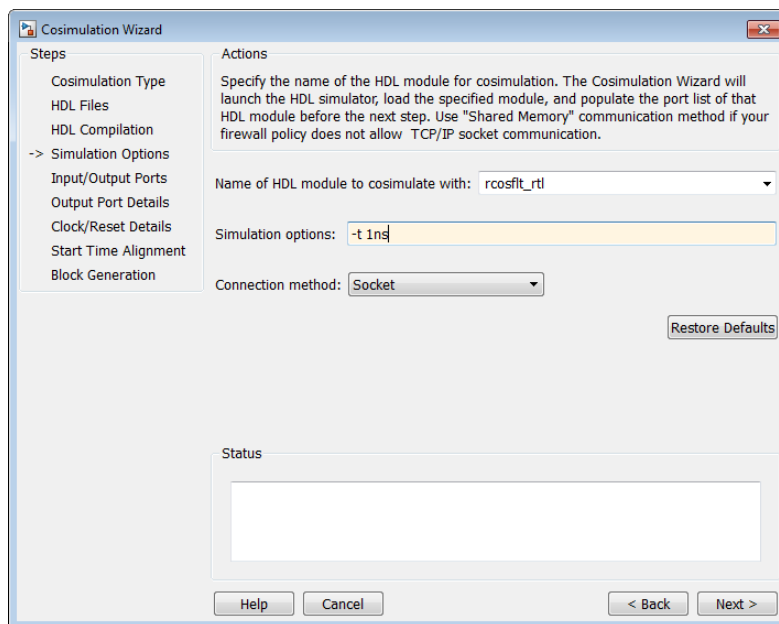 Cosimulation Wizard
Steps
Cosimulation Type
HDL Files
HDL Compilation
-> Simulation Options
Input/Output Ports
Output Port Details
Clock/Reset Details
Start Time Alignment
Block Generation
Actions
Specify the name of the HDL module for cosimulation. The Cosimulation Wizard will
launch the HDL simulator, load the specified module, and populate the port list of that
HDL module before the next step. Use "Shared Memory" communication method if your
firewall policy does not allow TCP/IP socket communication.
Name of HDL module to cosimulate with: rcosflt_rtl
Simulation options: -t 1ns
Connection method: Socket
Restore Defaults
Status
Help Cancel < Back Next >